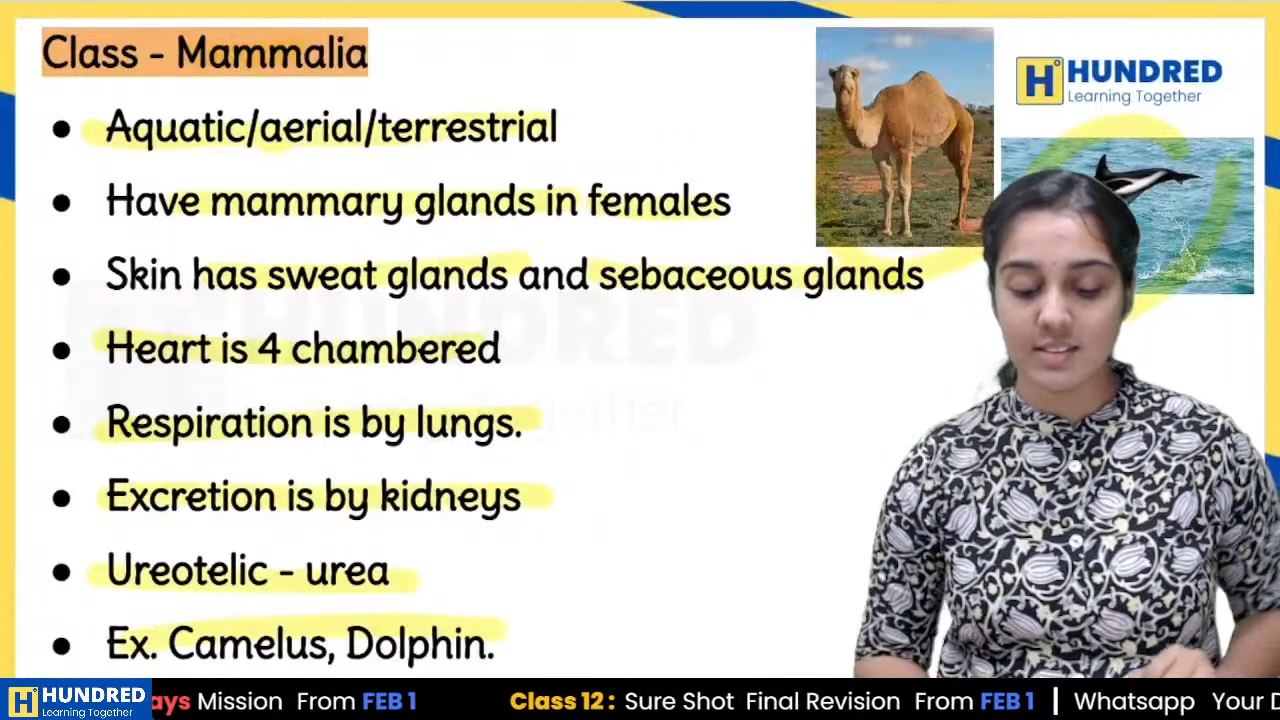 Class - Mammalia
H° HUNDRED
Learning Together
● Aquatic/aerial/terrestrial
● Have mammary glands in females
● Skin has sweat glands and sebaceous glands
● Heart is 4 chambered
● Respiration is by lungs.
● Excretion is by kidneys
● Ureotelic - urea
● Ex. Camelus, Dolphin.
HUNDRED
H° HUNDRED
Learning Together
ays Mission From FEB 1 Class 12 : Sure Shot Final Revision From FEB 1 | Whatsapp Your D